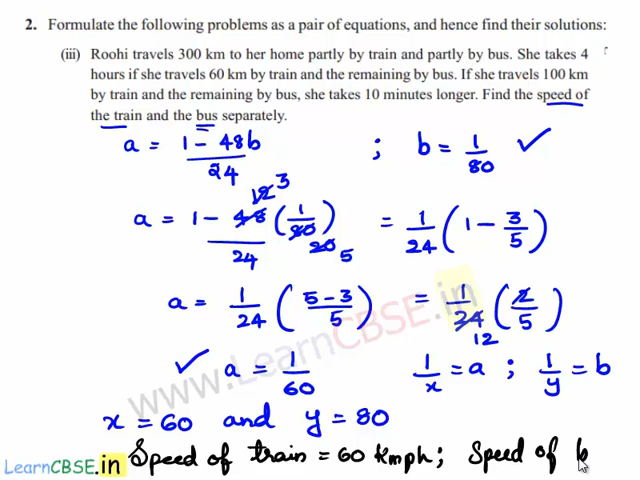 2. Formulate the following problems as a pair of equations, and hence find their solutions:
(iii) Roohi travels 300 km to her home partly by train and partly by bus. She takes 4
hours if she travels 60 km by train and the remaining by bus. If she travels 100 km
by train and the remaining by bus, she takes 10 minutes longer. Find the speed of
the train and the bus separately.
a = (1 - 48b)/24 ; b = 1/80 ✓
a = (1 - 48 (1/80))/24 = 1/24 (1 - 3/5)
12 3
20 5
a = 1/24 ((5-3)/5) = 1/24 (2/5)
12
✓ a = 1/60 1/x = a ; 1/y = b
x = 60 and y = 80
Speed of train = 60 Kmph; Speed of b
www.LearnCBSE.in
LearnCBSE.in